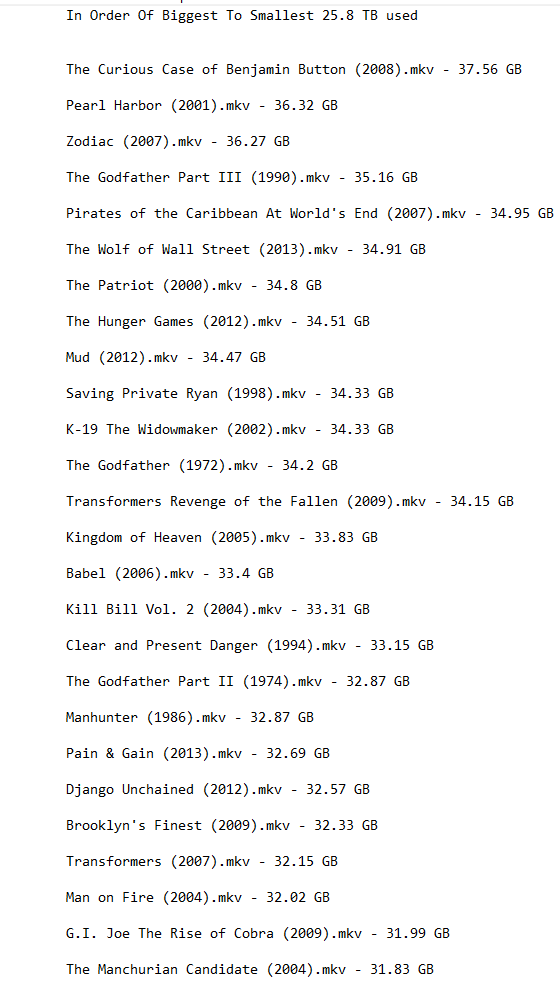 In Order Of Biggest To Smallest 25.8 TB used
The Curious Case of Benjamin Button (2008).mkv - 37.56 GB
Pearl Harbor (2001).mkv - 36.32 GB
Zodiac (2007).mkv - 36.27 GB
The Godfather Part III (1990).mkv - 35.16 GB
Pirates of the Caribbean At World's End (2007).mkv - 34.95 GB
The Wolf of Wall Street (2013).mkv - 34.91 GB
The Patriot (2000).mkv - 34.8 GB
The Hunger Games (2012).mkv - 34.51 GB
Mud (2012).mkv - 34.47 GB
Saving Private Ryan (1998).mkv - 34.33 GB
K-19 The Widowmaker (2002).mkv - 34.33 GB
The Godfather (1972).mkv - 34.2 GB
Transformers Revenge of the Fallen (2009).mkv - 34.15 GB
Kingdom of Heaven (2005).mkv - 33.83 GB
Babel (2006).mkv - 33.4 GB
Kill Bill Vol. 2 (2004).mkv - 33.31 GB
Clear and Present Danger (1994).mkv - 33.15 GB
The Godfather Part II (1974).mkv - 32.87 GB
Manhunter (1986).mkv - 32.87 GB
Pain & Gain (2013).mkv - 32.69 GB
Django Unchained (2012).mkv - 32.57 GB
Brooklyn's Finest (2009).mkv - 32.33 GB
Transformers (2007).mkv - 32.15 GB
Man on Fire (2004).mkv - 32.02 GB
G.I. Joe The Rise of Cobra (2009).mkv - 31.99 GB
The Manchurian Candidate (2004).mkv - 31.83 GB